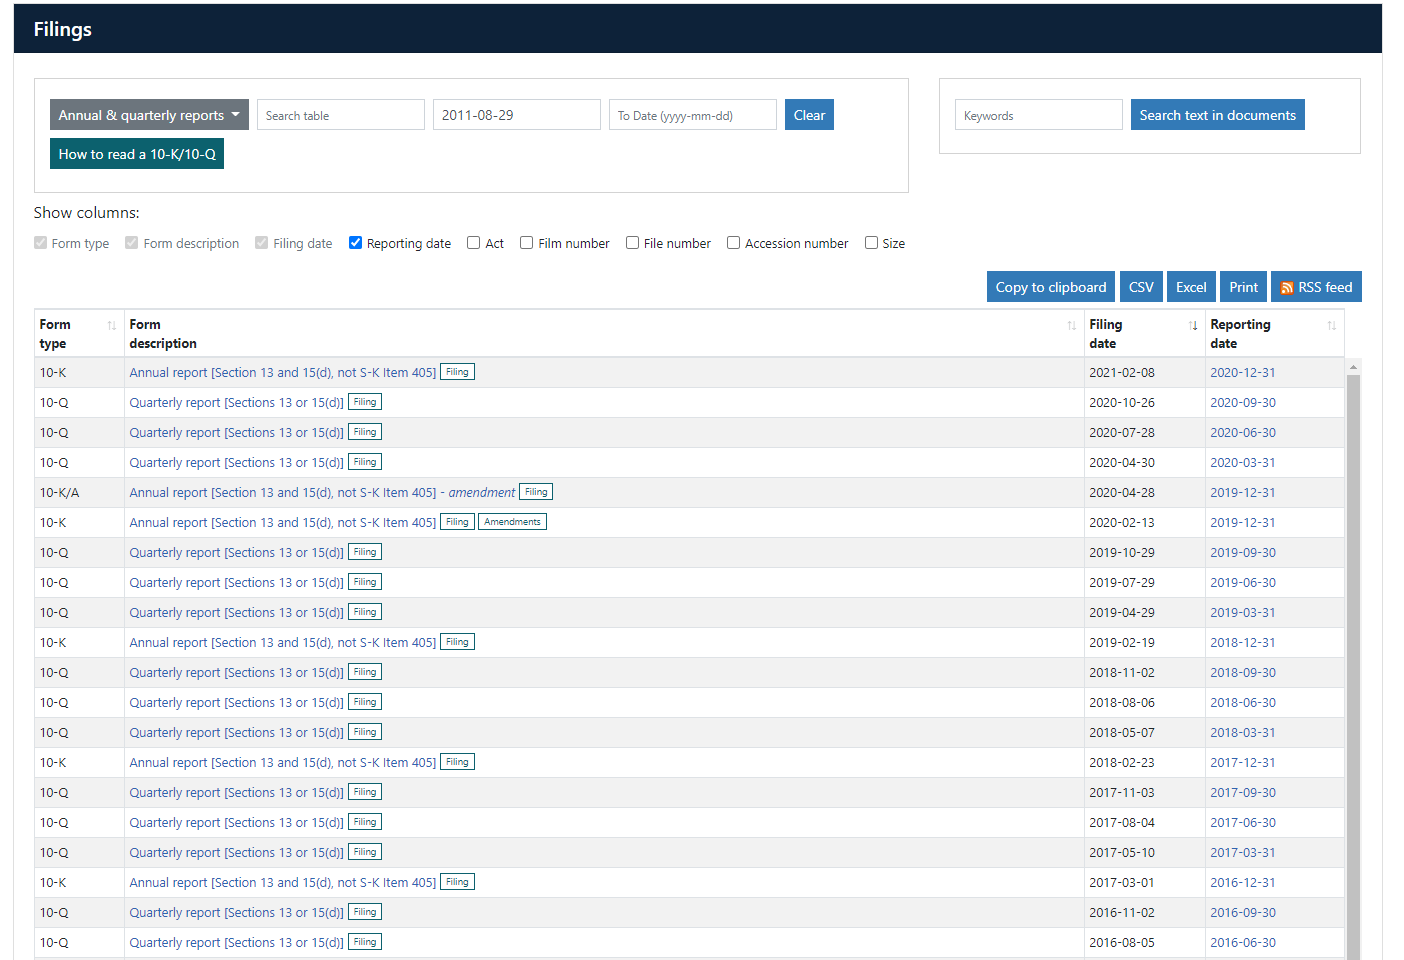 Filings
Annual & quarterly reports Search table 2011-08-29 To Date (yyyy-mm-dd) Clear
How to read a 10-K/10-Q
Keywords Search text in documents
Show columns:
Form type Form description Filing date Reporting date Act Film number File number Accession number Size
Copy to clipboard CSV Excel Print RSS feed
Form type Form description Filing date Reporting date
10-K Annual report [Section 13 and 15(d), not S-K Item 405] Filing 2021-02-08 2020-12-31
10-Q Quarterly report [Sections 13 or 15(d)] Filing 2020-10-26 2020-09-30
10-Q Quarterly report [Sections 13 or 15(d)] Filing 2020-07-28 2020-06-30
10-Q Quarterly report [Sections 13 or 15(d)] Filing 2020-04-30 2020-03-31
10-K/A Annual report [Section 13 and 15(d), not S-K Item 405] - amendment Filing 2020-04-28 2019-12-31
10-K Annual report [Section 13 and 15(d), not S-K Item 405] Filing Amendments 2020-02-13 2019-12-31
10-Q Quarterly report [Sections 13 or 15(d)] Filing 2019-10-29 2019-09-30
10-Q Quarterly report [Sections 13 or 15(d)] Filing 2019-07-29 2019-06-30
10-Q Quarterly report [Sections 13 or 15(d)] Filing 2019-04-29 2019-03-31
10-K Annual report [Section 13 and 15(d), not S-K Item 405] Filing 2019-02-19 2018-12-31
10-Q Quarterly report [Sections 13 or 15(d)] Filing 2018-11-02 2018-09-30
10-Q Quarterly report [Sections 13 or 15(d)] Filing 2018-08-06 2018-06-30
10-Q Quarterly report [Sections 13 or 15(d)] Filing 2018-05-07 2018-03-31
10-K Annual report [Section 13 and 15(d), not S-K Item 405] Filing 2018-02-23 2017-12-31
10-Q Quarterly report [Sections 13 or 15(d)] Filing 2017-11-03 2017-09-30
10-Q Quarterly report [Sections 13 or 15(d)] Filing 2017-08-04 2017-06-30
10-Q Quarterly report [Sections 13 or 15(d)] Filing 2017-05-10 2017-03-31
10-K Annual report [Section 13 and 15(d), not S-K Item 405] Filing 2017-03-01 2016-12-31
10-Q Quarterly report [Sections 13 or 15(d)] Filing 2016-11-02 2016-09-30
10-Q Quarterly report [Sections 13 or 15(d)] Filing 2016-08-05 2016-06-30